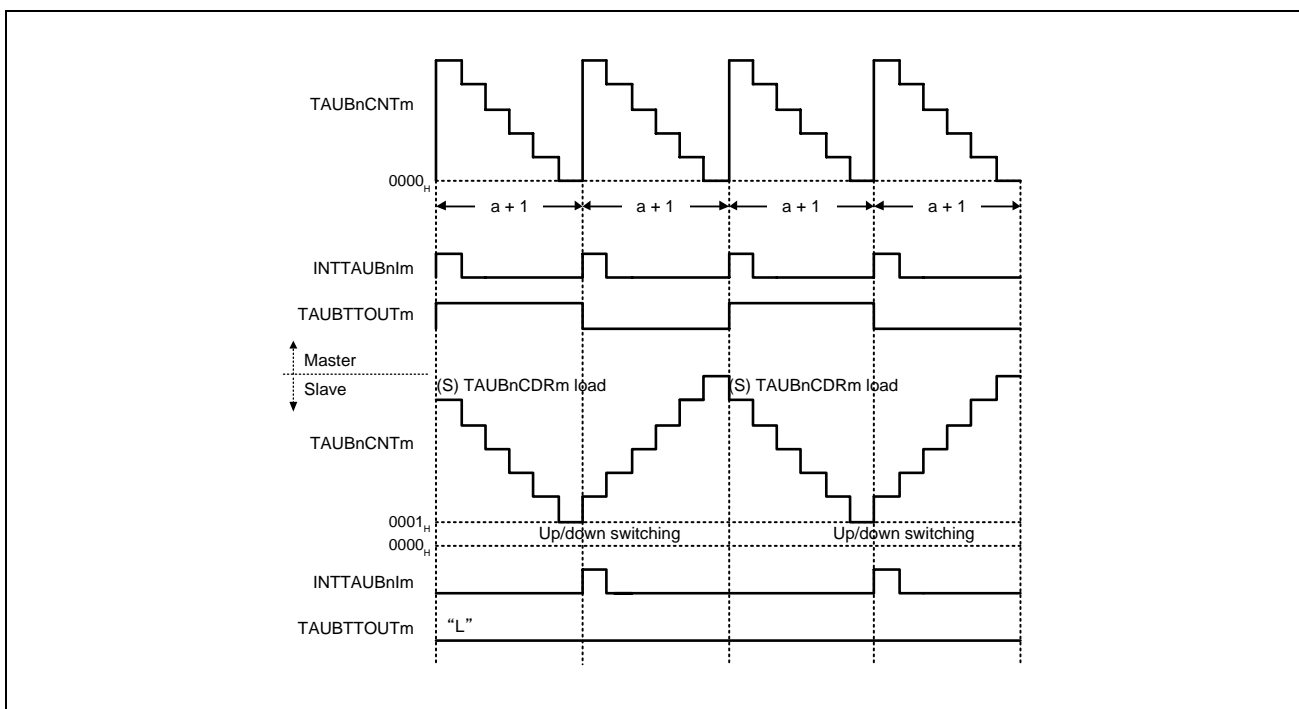 TAUBnCNTm
0000H
a + 1 a + 1 a + 1 a + 1
INTTAUBnIm
TAUBTTOUTm
Master
Slave
(S) TAUBnCDRm load (S) TAUBnCDRm load
TAUBnCNTm
0001H
Up/down switching Up/down switching
0000H
INTTAUBnIm
TAUBTTOUTm
“L”